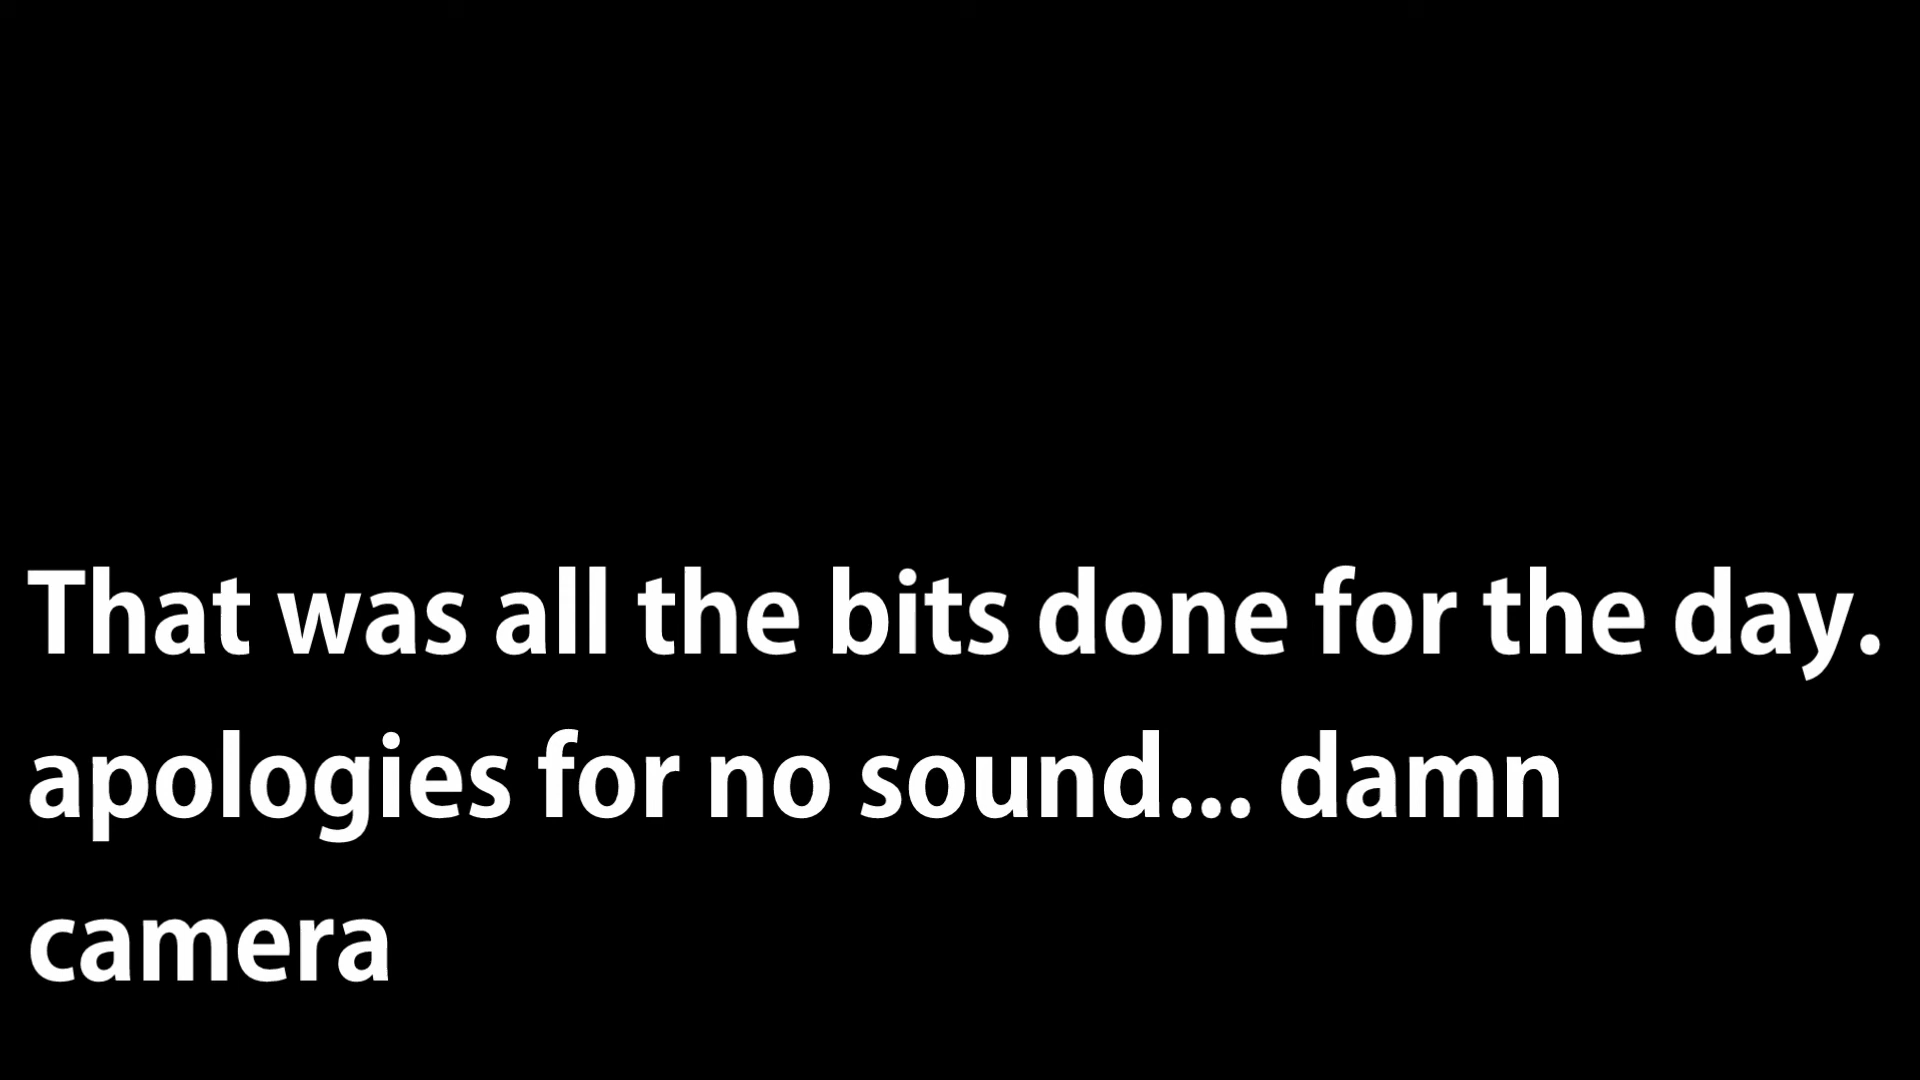 That was all the bits done for the day.
apologies for no sound... damn
camera